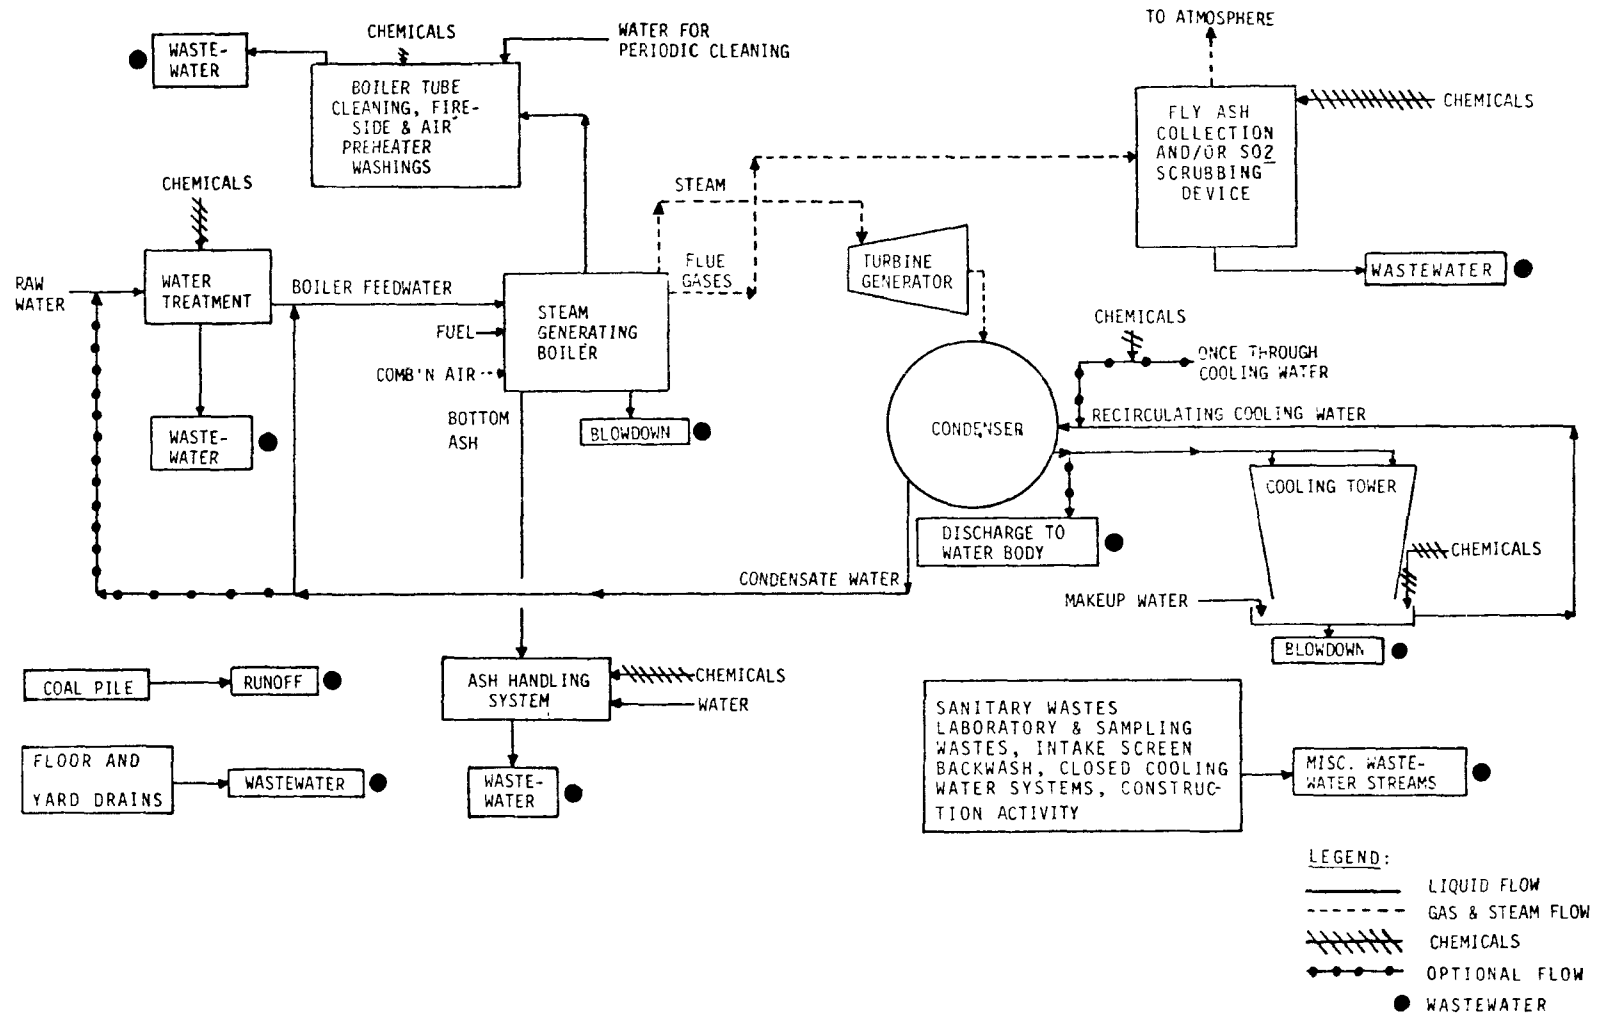 TO ATMOSPHERE
CHEMICALS
WATER FOR
PERIODIC CLEANING
WASTE-
WATER
BOILER TUBE
CLEANING, FIRE-
SIDE & AIR
PREHEATER
WASHINGS
CHEMICALS
FLY ASH
COLLECTION
AND/OR SO2
SCRUBBING
DEVICE
CHEMICALS
STEAM
RAW
WATER
WATER
TREATMENT
BOILER FEEDWATER
FLUE
GASES
TURBINE
GENERATOR
WASTEWATER
FUEL
COMB'N AIR
STEAM
GENERATING
BOILER
CHEMICALS
ONCE THROUGH
COOLING WATER
WASTE-
WATER
BOTTOM
ASH
BLOWDOWN
CONDENSER
RECIRCULATING COOLING WATER
COOLING TOWER
DISCHARGE TO
WATER BODY
CHEMICALS
CONDENSATE WATER
MAKEUP WATER
BLOWDOWN
COAL PILE
RUNOFF
ASH HANDLING
SYSTEM
CHEMICALS
WATER
FLOOR AND
YARD DRAINS
WASTEWATER
WASTE-
WATER
SANITARY WASTES
LABORATORY & SAMPLING
WASTES, INTAKE SCREEN
BACKWASH, CLOSED COOLING
WATER SYSTEMS, CONSTRUC-
TION ACTIVITY
MISC. WASTE-
WATER STREAMS
LEGEND:
LIQUID FLOW
GAS & STEAM FLOW
CHEMICALS
OPTIONAL FLOW
WASTEWATER